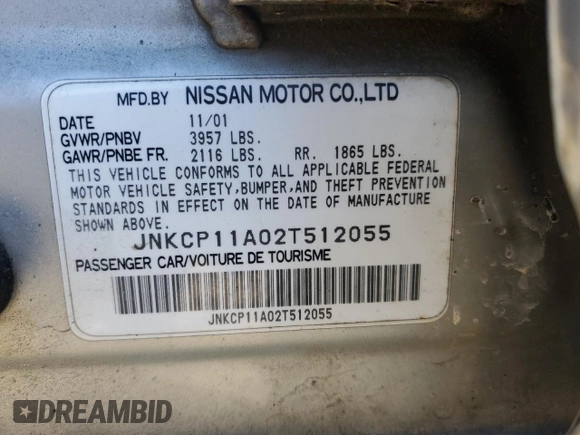 MFD.BY NISSAN MOTOR CO.,LTD
DATE 11/01
GVWR/PNBV 3957 LBS.
GAWR/PNBE FR. 2116 LBS. RR. 1865 LBS.
THIS VEHICLE CONFORMS TO ALL APPLICABLE FEDERAL
MOTOR VEHICLE SAFETY,BUMPER,AND THEFT PREVENTION
STANDARDS IN EFFECT ON THE DATE OF MANUFACTURE
SHOWN ABOVE.
JNKCP11A02T512055
PASSENGER CAR/VOITURE DE TOURISME
JNKCP11A02T512055
DREAMBID